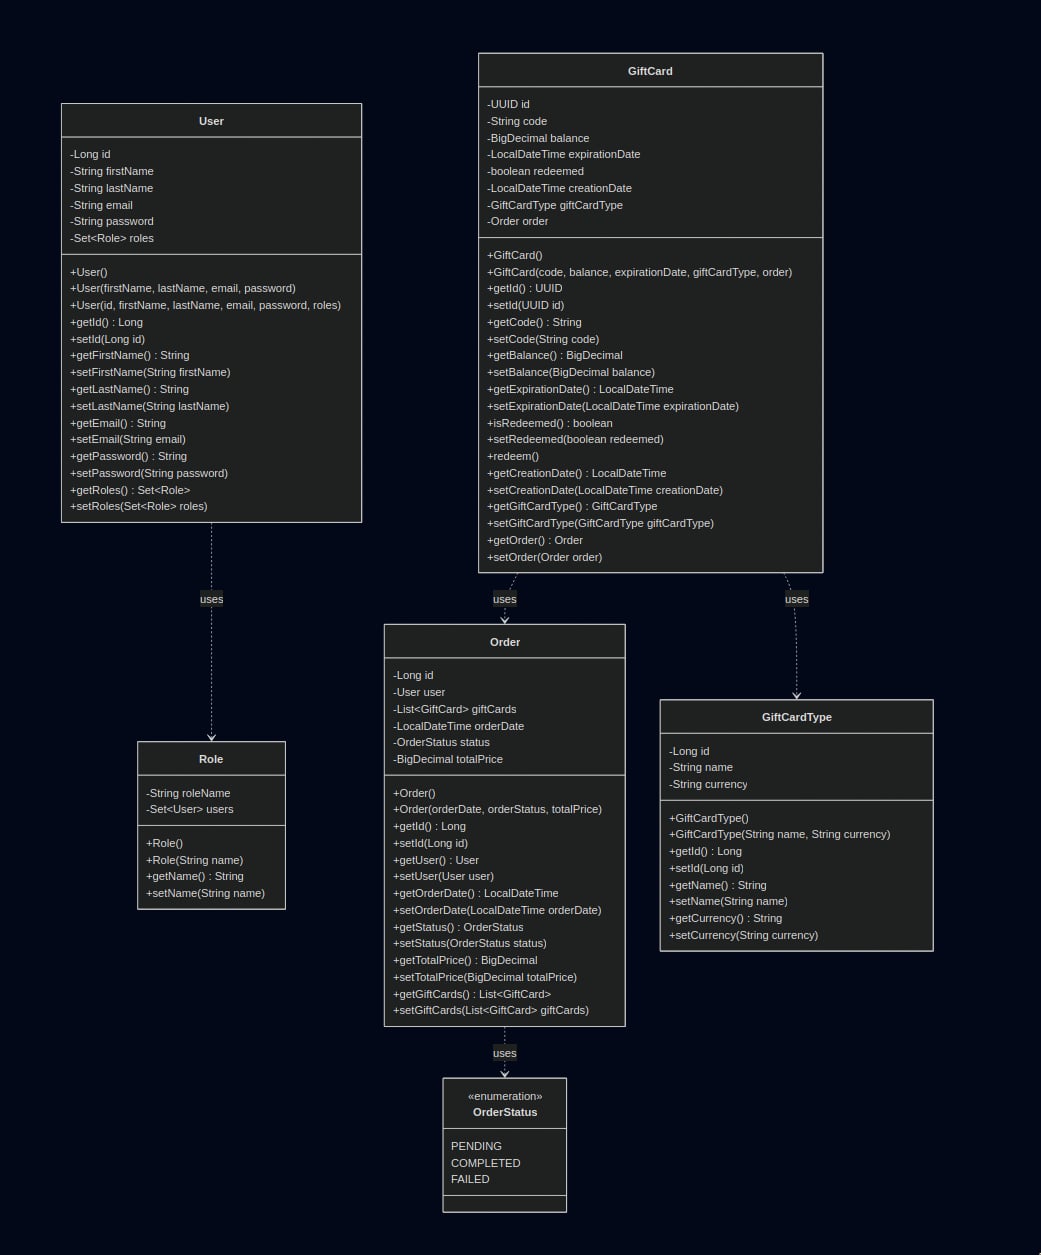 User
-Long id
-String firstName
-String lastName
-String email
-String password
-Set<Role> roles
+User()
+User(firstName, lastName, email, password)
+User(id, firstName, lastName, email, password, roles)
+getId() : Long
+setId(Long id)
+getFirstName() : String
+setFirstName(String firstName)
+getLastName() : String
+setLastName(String lastName)
+getEmail() : String
+setEmail(String email)
+getPassword() : String
+setPassword(String password)
+getRoles() : Set<Role>
+setRoles(Set<Role> roles)
GiftCard
-UUID id
-String code
-BigDecimal balance
-LocalDateTime expirationDate
-boolean redeemed
-LocalDateTime creationDate
-GiftCardType giftCardType
-Order order
+GiftCard()
+GiftCard(code, balance, expirationDate, giftCardType, order)
+getId() : UUID
+setId(UUID id)
+getCode() : String
+setCode(String code)
+getBalance() : BigDecimal
+setBalance(BigDecimal balance)
+getExpirationDate() : LocalDateTime
+setExpirationDate(LocalDateTime expirationDate)
+isRedeemed() : boolean
+setRedeemed(boolean redeemed)
+redeem()
+getCreationDate() : LocalDateTime
+setCreationDate(LocalDateTime creationDate)
+getGiftCardType() : GiftCardType
+setGiftCardType(GiftCardType giftCardType)
+getOrder() : Order
+setOrder(Order order)
uses
uses
uses
Role
-String roleName
-Set<User> users
+Role()
+Role(String name)
+getName() : String
+setName(String name)
Order
-Long id
-User user
-List<GiftCard> giftCards
-LocalDateTime orderDate
-OrderStatus status
-BigDecimal totalPrice
+Order()
+Order(orderDate, orderStatus, totalPrice)
+getId() : Long
+setId(Long id)
+getUser() : User
+setUser(User user)
+getOrderDate() : LocalDateTime
+setOrderDate(LocalDateTime orderDate)
+getStatus() : OrderStatus
+setStatus(OrderStatus status)
+getTotalPrice() : BigDecimal
+setTotalPrice(BigDecimal totalPrice)
+getGiftCards() : List<GiftCard>
+setGiftCards(List<GiftCard> giftCards)
GiftCardType
-Long id
-String name
-String currency
+GiftCardType()
+GiftCardType(String name, String currency)
+getId() : Long
+setId(Long id)
+getName() : String
+setName(String name)
+getCurrency() : String
+setCurrency(String currency)
uses
«enumeration»
OrderStatus
PENDING
COMPLETED
FAILED